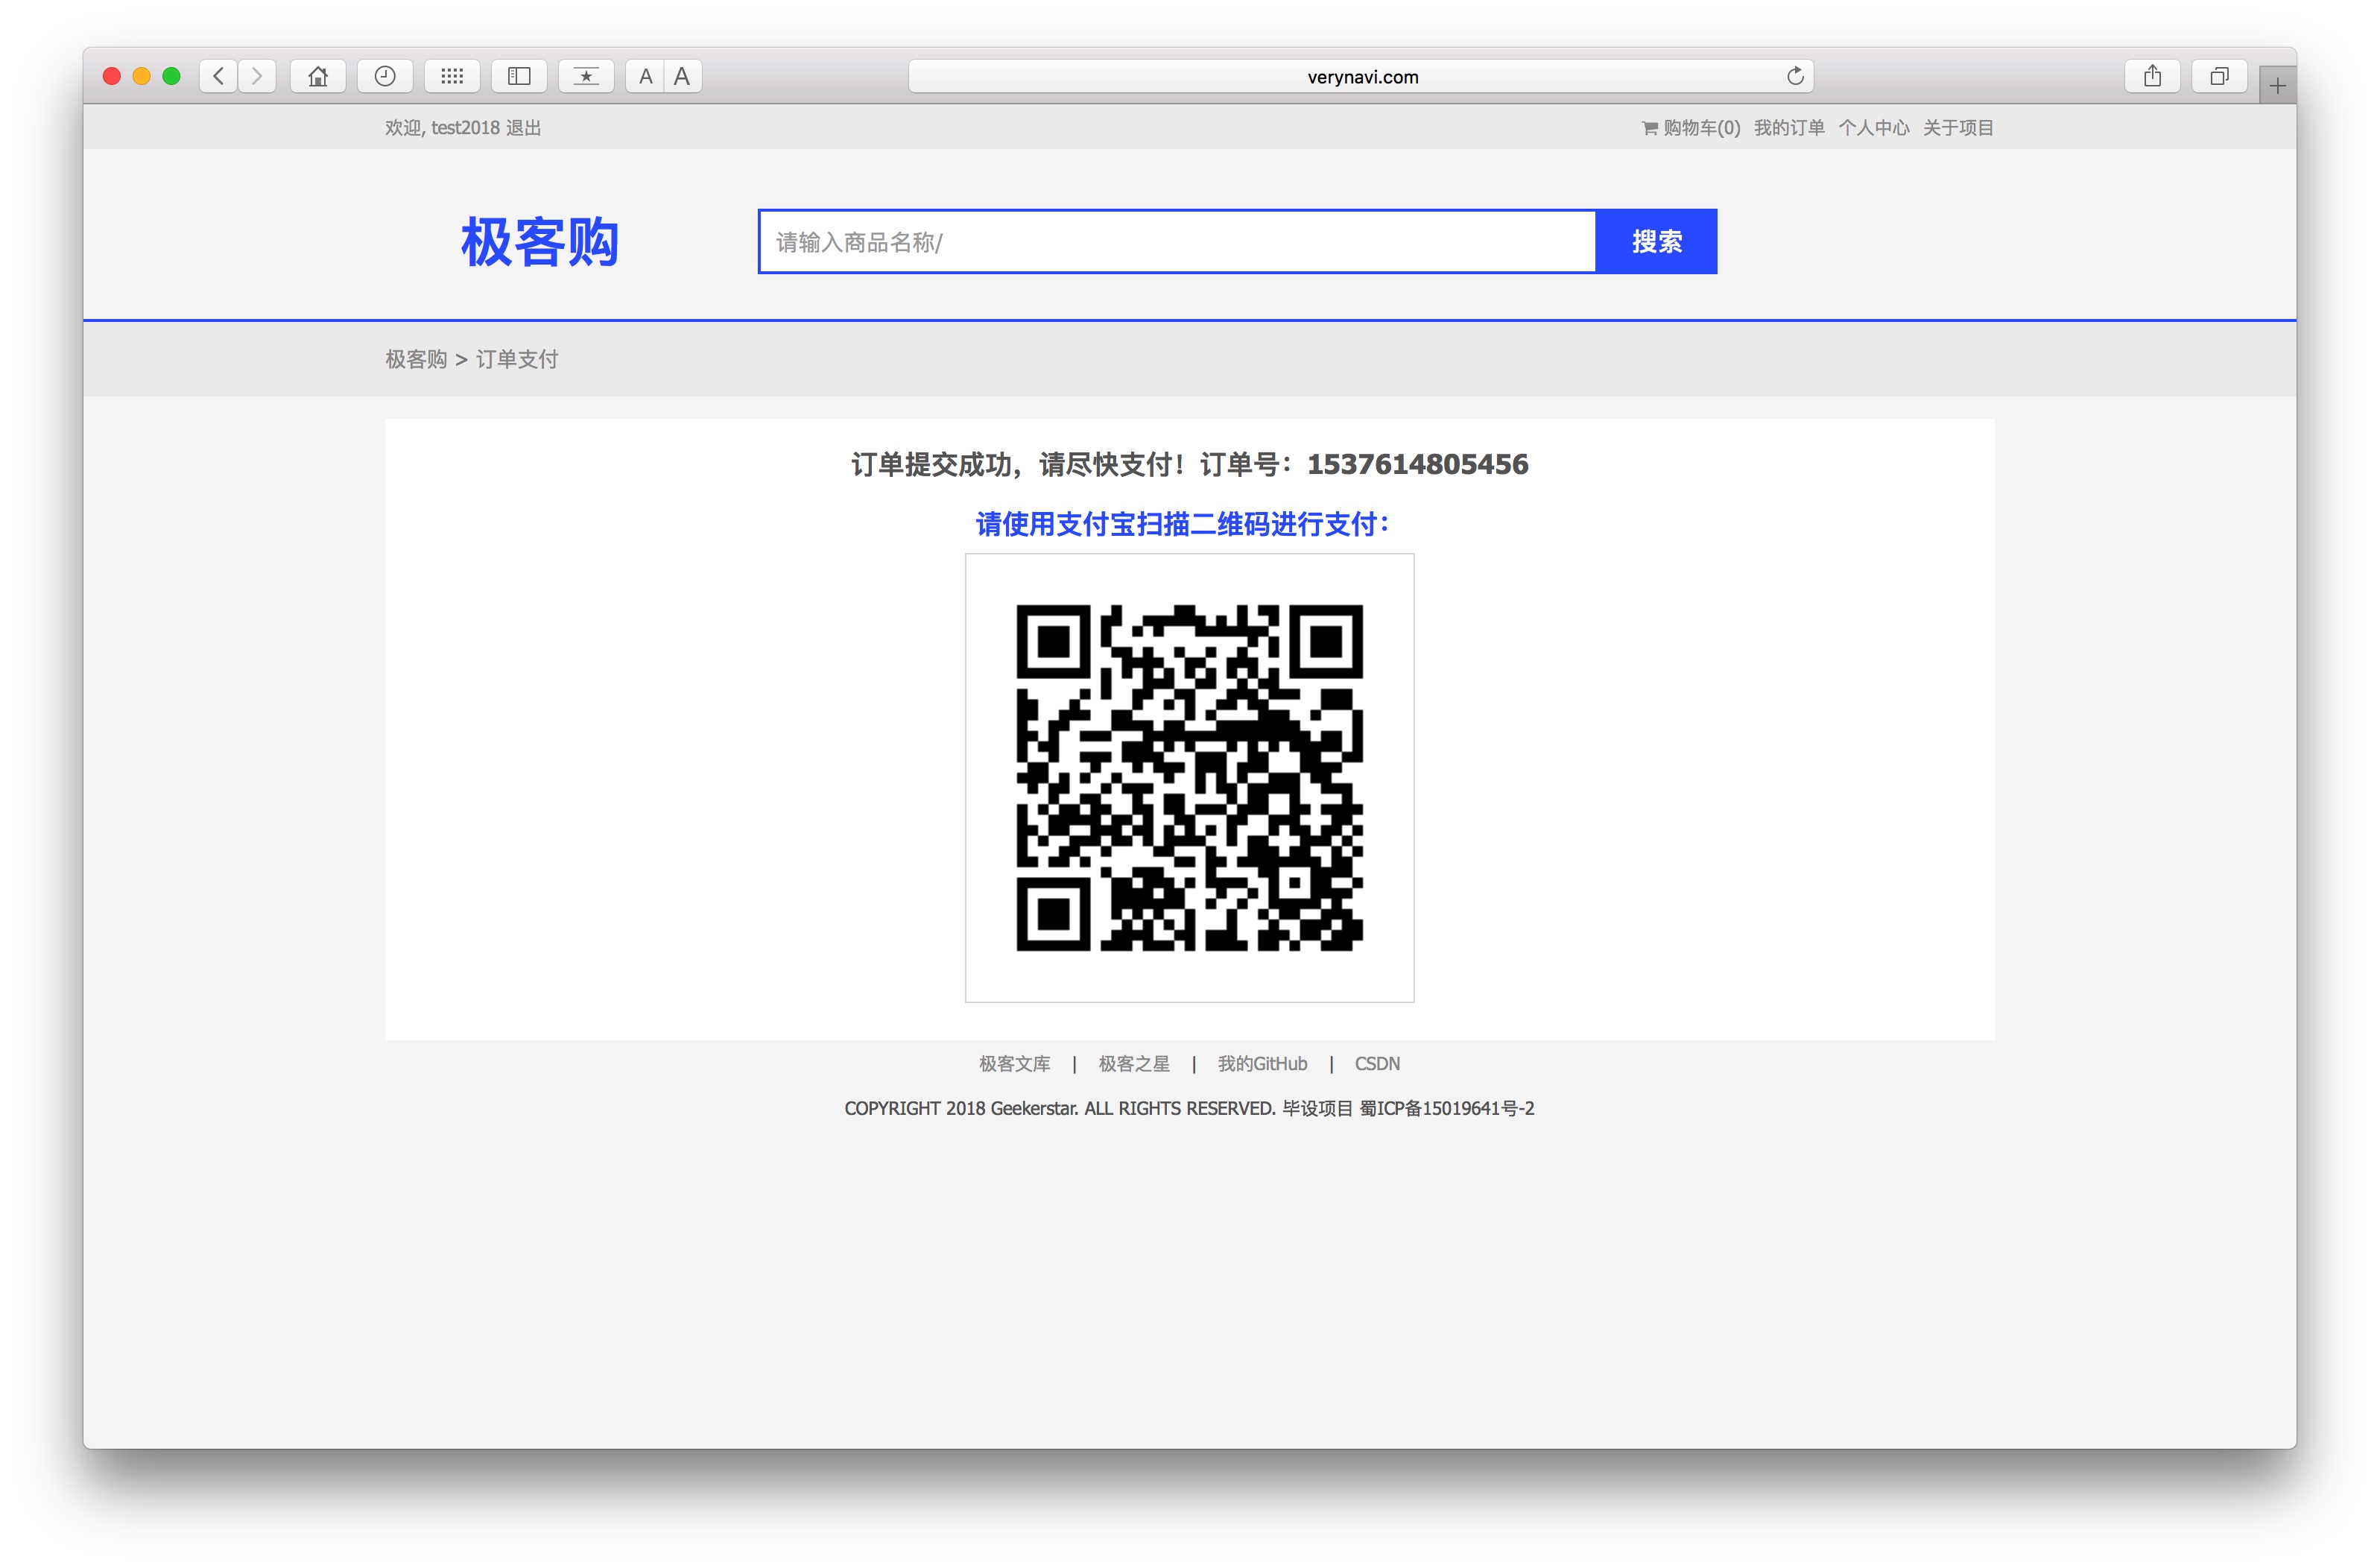 verynavi.com
欢迎, test2018 退出
购物车(0) 我的订单 个人中心 关于项目
极客购
请输入商品名称/
搜索
极客购 > 订单支付
订单提交成功，请尽快支付！订单号：1537614805456
请使用支付宝扫描二维码进行支付：
极客文库 | 极客之星 | 我的GitHub | CSDN
COPYRIGHT 2018 Geekerstar. ALL RIGHTS RESERVED. 毕设项目 蜀ICP备15019641号-2